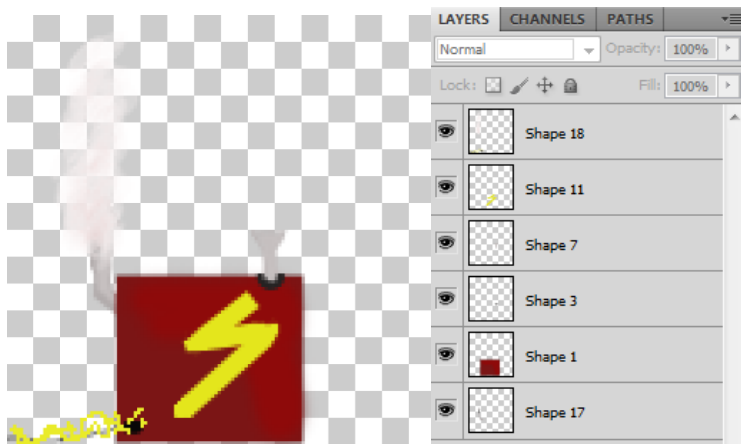 LAYERS CHANNELS PATHS
Normal Opacity: 100%
Lock: Fill: 100%
Shape 18
Shape 11
Shape 7
Shape 3
Shape 1
Shape 17